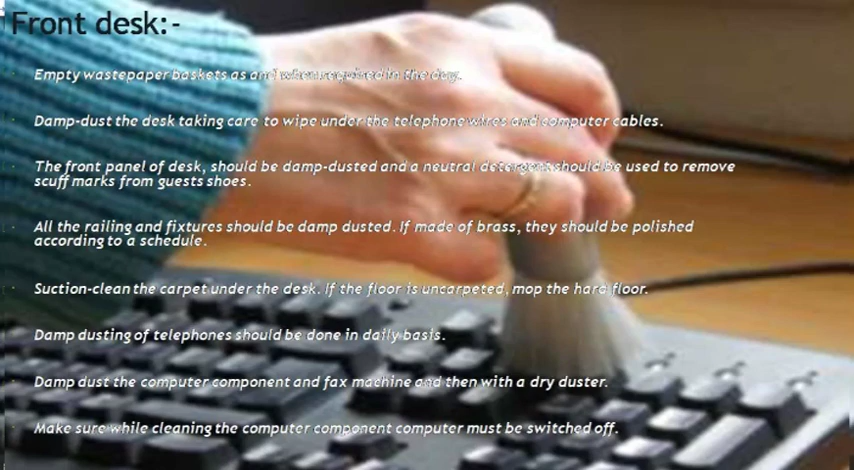 Front desk:-
Empty wastepaper baskets as and when required in the day.
Damp-dust the desk taking care to wipe under the telephone wires and computer cables.
The front panel of desk, should be damp-dusted and a neutral detergent should be used to remove
scuff marks from guests shoes.
All the railing and fixtures should be damp dusted. If made of brass, they should be polished
according to a schedule.
Suction-clean the carpet under the desk. If the floor is uncarpeted, mop the hard floor.
Damp dusting of telephones should be done in daily basis.
Damp dust the computer component and fax machine and then with a dry duster.
Make sure while cleaning the computer component computer must be switched off.